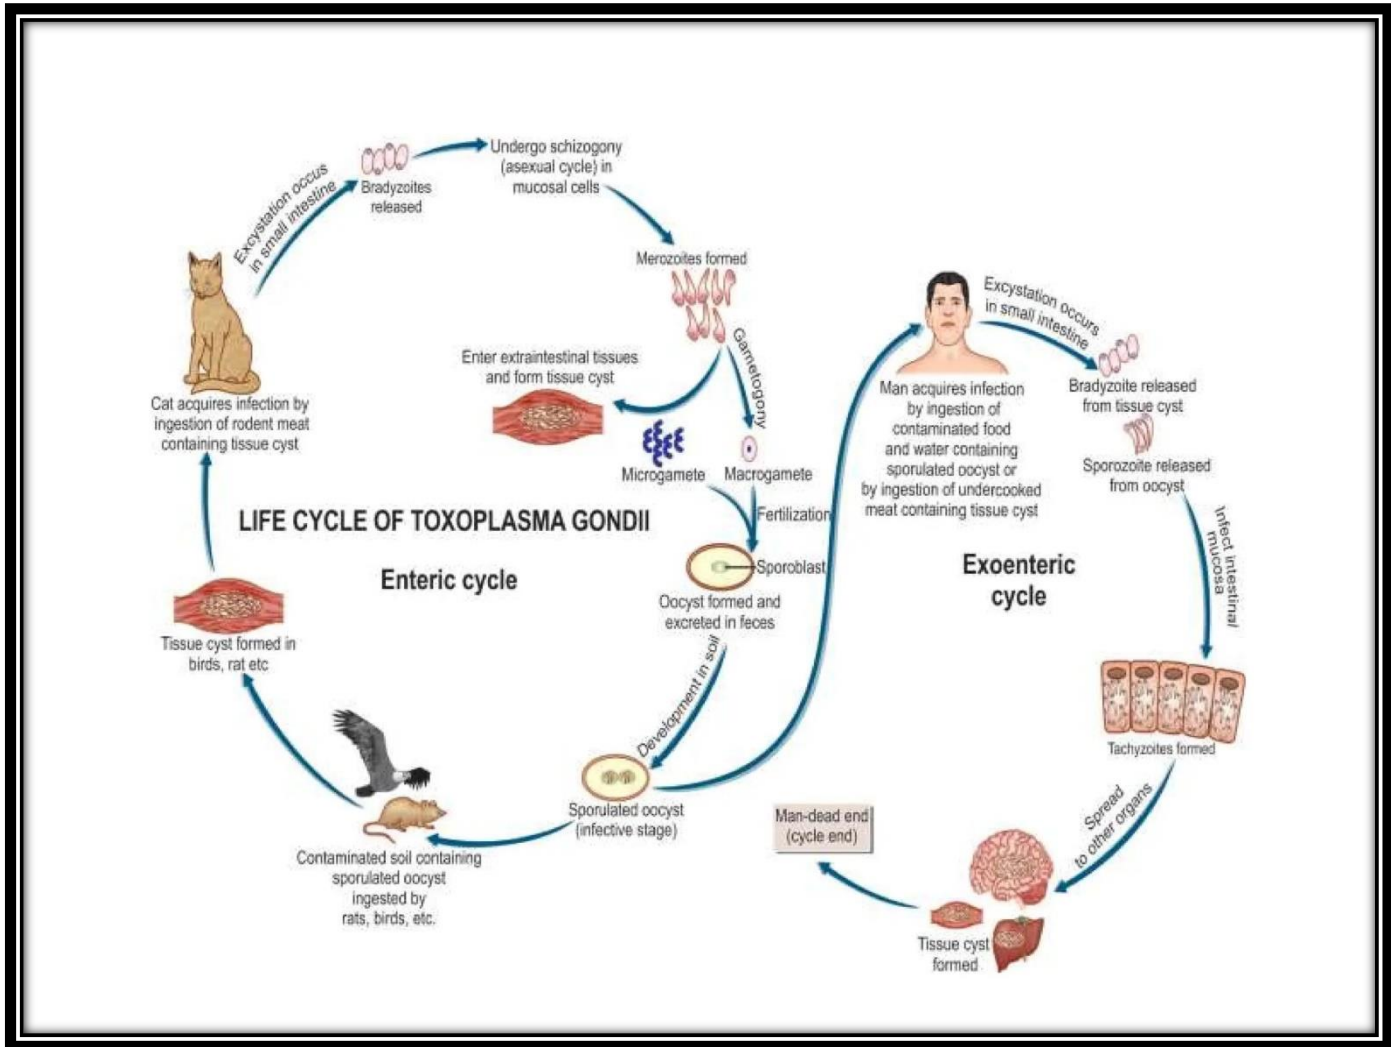 Undergo schizogony
(asexual cycle) in
mucosal cells
Excystation occus
in small intestine
Bradyzoites
released
Merozoites formed
Gametogony
Enter extraintestinal tissues
and form tissue cyst
Cat acquires infection by
ingestion of rodent meat
containing tissue cyst
Microgamete
Macrogamete
Fertilization
LIFE CYCLE OF TOXOPLASMA GONDII
Enteric cycle
Sporoblast
Oocyst formed and
excreted in feces
Development in soil
Tissue cyst formed in
birds, rat etc
Sporulated oocyst
(infective stage)
Contaminated soil containing
sporulated oocyst
ingested by
rats, birds, etc.
Excystation occurs
in small intestine
Man acquires infection
by ingestion of
contaminated food
and water containing
sporulated oocyst or
by ingestion of undercooked
meat containing tissue cyst
Bradyzoite released
from tissue cyst
Sporozoite released
from oocyst
Infect intestinal
mucosa
Exoenteric
cycle
Tachyzoites formed
Spread
to other organs
Man-dead end
(cycle end)
Tissue cyst
formed